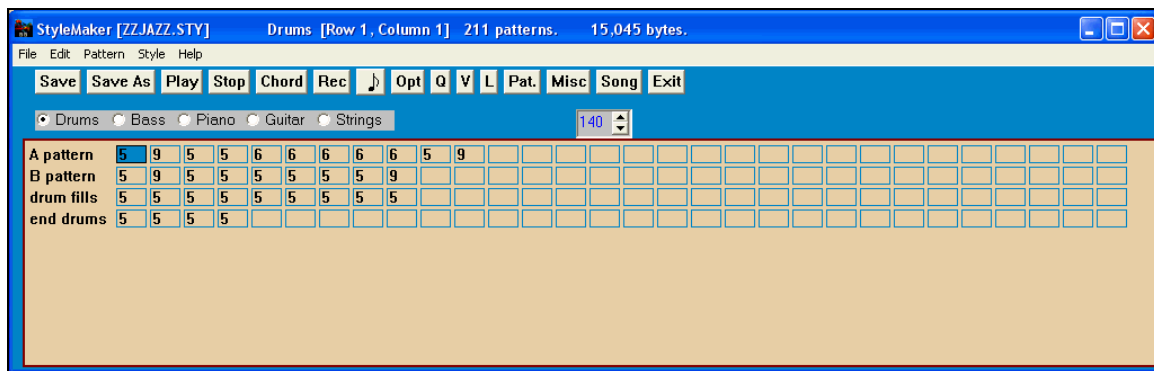 StyleMaker [ZZJAZZ.STY] Drums [Row 1, Column 1] 211 patterns. 15,045 bytes.
File Edit Pattern Style Help
Save Save As Play Stop Chord Rec ♪ Opt Q V L Pat. Misc Song Exit
Drums Bass Piano Guitar Strings 140
A pattern 5 9 5 5 6 6 6 6 6 5 9
B pattern 5 9 5 5 5 5 5 5 9
drum fills 5 5 5 5 5 5 5 5 5
end drums 5 5 5 5